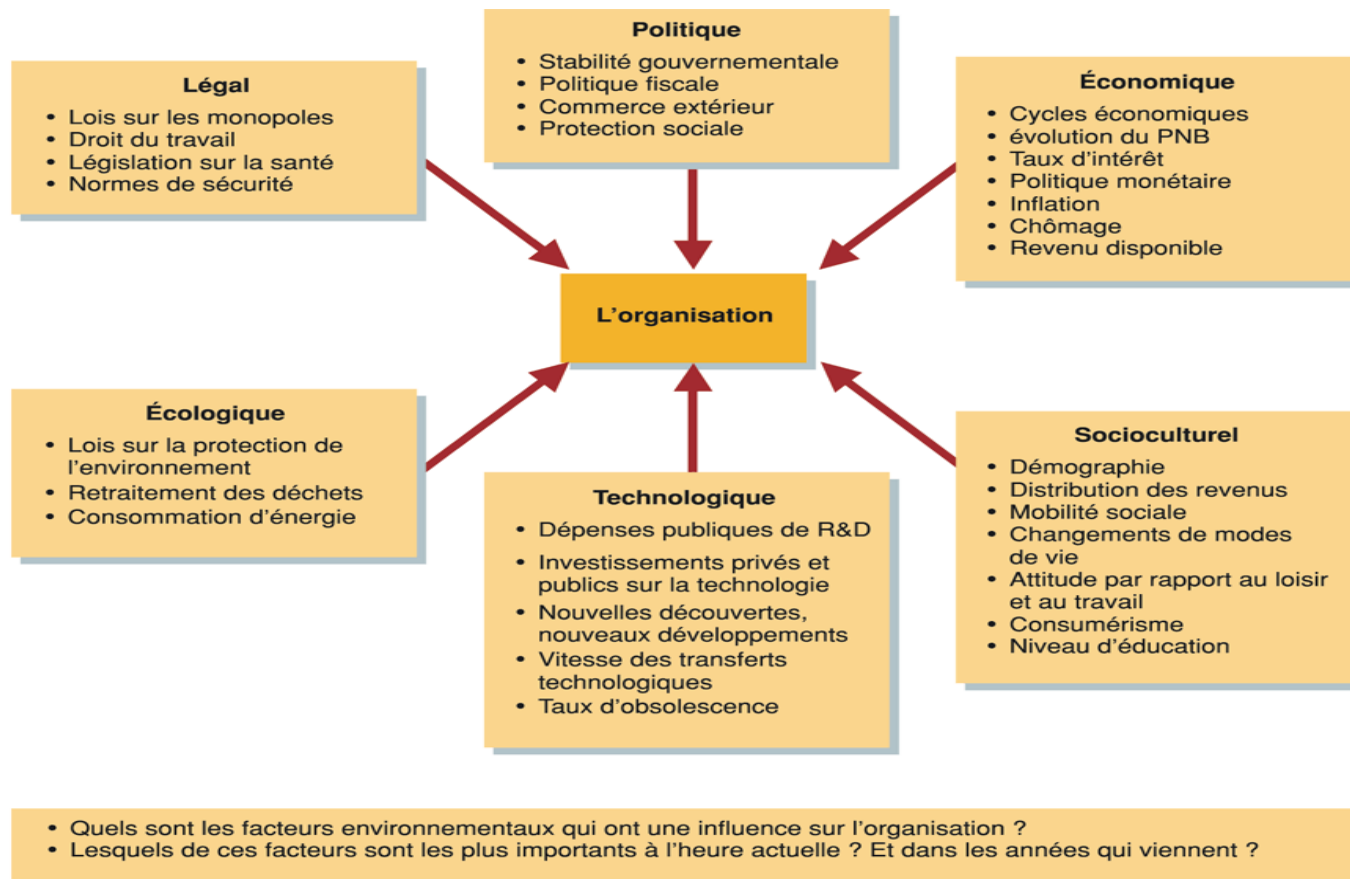 Politique
• Stabilité gouvernementale
• Politique fiscale
• Commerce extérieur
• Protection sociale
Légal
• Lois sur les monopoles
• Droit du travail
• Législation sur la santé
• Normes de sécurité
Économique
• Cycles économiques
• évolution du PNB
• Taux d'intérêt
• Politique monétaire
• Inflation
• Chômage
• Revenu disponible
L'organisation
Écologique
• Lois sur la protection de
l'environnement
• Retraitement des déchets
• Consommation d'énergie
Technologique
• Dépenses publiques de R&D
• Investissements privés et
publics sur la technologie
• Nouvelles découvertes,
nouveaux développements
• Vitesse des transferts
technologiques
• Taux d'obsolescence
Socioculturel
• Démographie
• Distribution des revenus
• Mobilité sociale
• Changements de modes
de vie
• Attitude par rapport au loisir
et au travail
• Consumérisme
• Niveau d'éducation
• Quels sont les facteurs environnementaux qui ont une influence sur l'organisation ?
• Lesquels de ces facteurs sont les plus importants à l'heure actuelle ? Et dans les années qui viennent ?